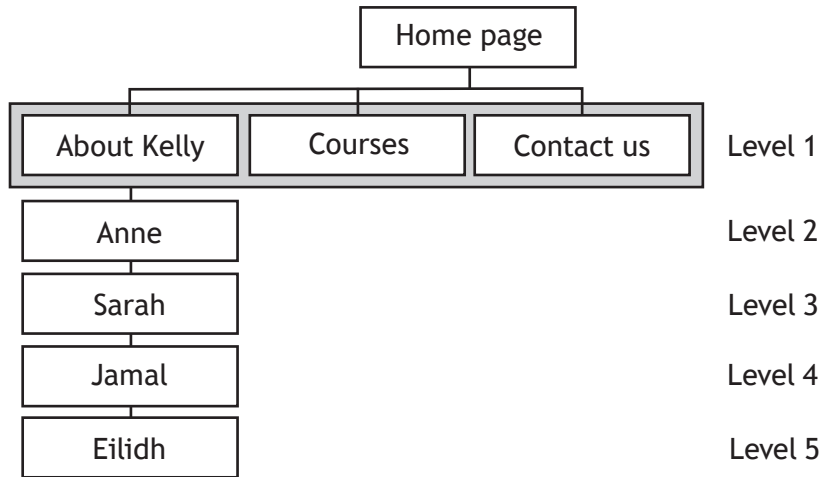 Home page
About Kelly Courses Contact us Level 1
Anne Level 2
Sarah Level 3
Jamal Level 4
Eilidh Level 5